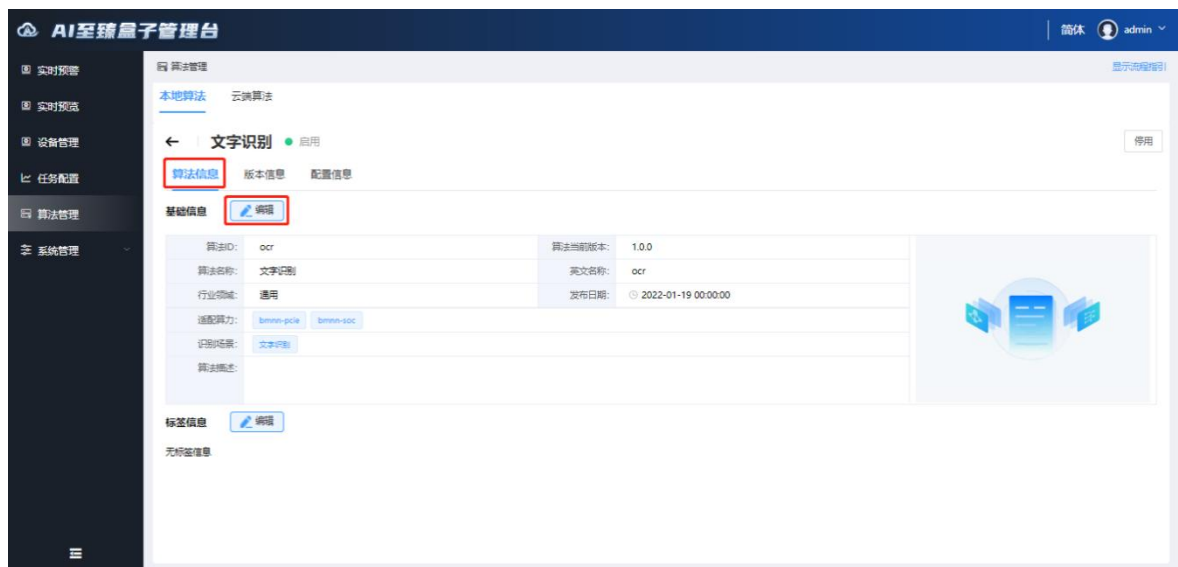 AI至臻盒子管理台
简体 admin
实时预警
实时预览
设备管理
任务配置
算法管理
系统管理
算法管理
显示流程指引
本地算法 云端算法
文字识别 启用
停用
算法信息 版本信息 配置信息
基础信息 编辑
算法ID: ocr 算法当前版本: 1.0.0
算法名称: 文字识别 英文名称: ocr
行业领域: 通用 发布日期: 2022-01-19 00:00:00
适配算力: bmnn-pcie bmnn-soc
识别场景: 文字识别
算法描述:
标签信息 编辑
无标签信息